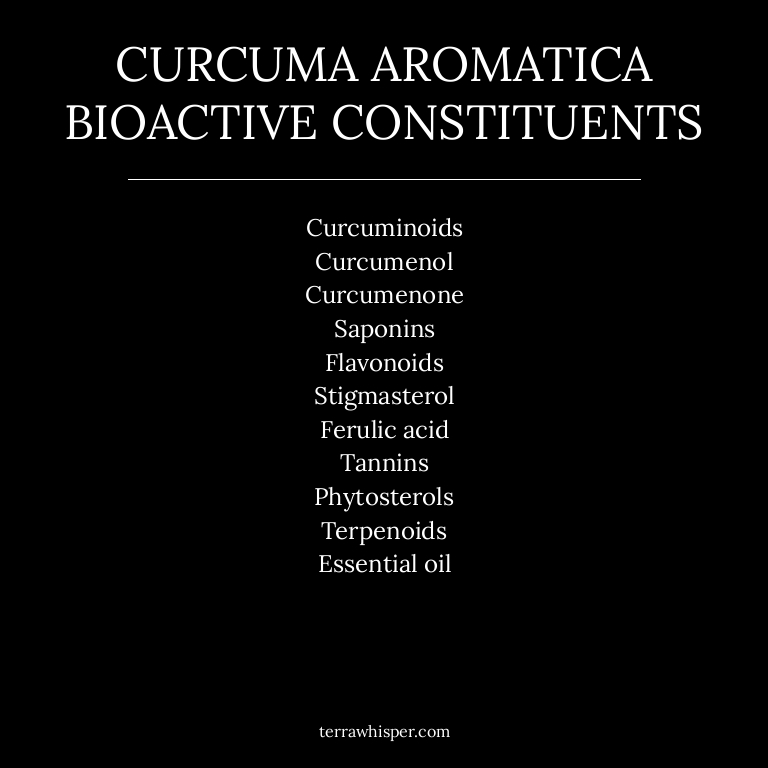 CURCUMA AROMATICA
BIOACTIVE CONSTITUENTS
Curcuminoids
Curcumenol
Curcumenone
Saponins
Flavonoids
Stigmasterol
Ferulic acid
Tannins
Phytosterols
Terpenoids
Essential oil
terrawhisper.com